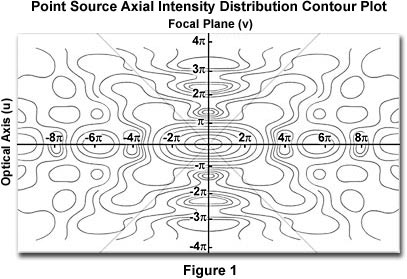 Point Source Axial Intensity Distribution Contour Plot
Focal Plane (v)
Optical Axis (u)
4π
3π
2π
π
-8π -6π -4π -2π 2π 4π 6π 8π
-π
-2π
-3π
-4π
Figure 1